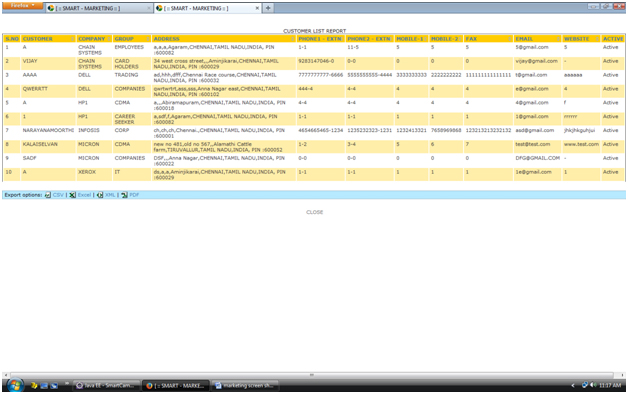 Firefox
[ :: SMART - MARKETING :: ] × [ :: SMART - MARKETING :: ] × +
CUSTOMER LIST REPORT
S.NO CUSTOMER COMPANY GROUP ADDRESS PHONE1 - EXTN PHONE2 - EXTN MOBILE-1 MOBILE-2 FAX EMAIL WEBSITE ACTIVE
1 A CHAIN SYSTEMS EMPLOYEES a,a,a,Agaram,CHENNAI,TAMIL NADU,INDIA, PIN :600082 1-1 11-5 5 5 5 5@gmail.com 5 Active
2 VIJAY CHAIN SYSTEMS CARD HOLDERS 34 west cross street,,,Aminjikarai,CHENNAI,TAMIL NADU,INDIA, PIN :600029 9283147046-0 0-0 0 0 0 vijay@gmail.com - Active
3 AAAA DELL TRADING ad,hhh,dfff,Chennai Race course,CHENNAI,TAMIL NADU,INDIA, PIN :600032 7777777777-6666 5555555555-4444 3333333333 2222222222 t@gmail.com aaaaaa Active
4 QWERRTT DELL COMPANIES Nagar east,CHENNAI,TAMIL NADU,INDIA, PIN :600102 444-4 4-4 4 4 4 e@gmail.com 4 Active
5 A HP1 CDMA a,,,Abiramapuram,CHENNAI,TAMIL NADU,INDIA, PIN :600018 4-4 4-4 4 4 4 4@gmail.com f Active
6 1 HP1 CAREER SEEKER a,adf,f,Agaram,CHENNAI,TAMIL NADU,INDIA, PIN :600082 1-1 1-1 1 1 1 1@gmail.com Active
7 NARAYANAMOORTHI INFOSIS CORP ch,ch,ch,Chennai.,CHENNAI,TAMIL NADU,INDIA, PIN :600001 4654665465-1234 1235232323-1231 1232413321 7658969868 123213213232132 asd@gmail.com jhkjhkguhjui Active
8 KALAISELVAN MICRON CDMA new no 481,old no 567,,Alamathi Cattle farm,TIRUVALLUR,TAMIL NADU,INDIA, PIN :600052 1-2 3-4 5 6 7 test@test.com www.test.com Active
9 SADF MICRON COMPANIES DSF,,,Anna Nagar,CHENNAI,TAMIL NADU,INDIA, PIN :600022 0-0 0-0 0 0 0 DFG@GMAIL.COM - Active
10 A XEROX IT ds,a,a,Aminjikarai,CHENNAI,TAMIL NADU,INDIA, PIN :600029 1-1 1-1 1 1 1 1e@gmail.com 1 Active
Export options: CSV | Excel | XML | PDF
CLOSE
Java EE - SmartCam... [ :: SMART - MARKE... marketing screen sh... 11:17 AM